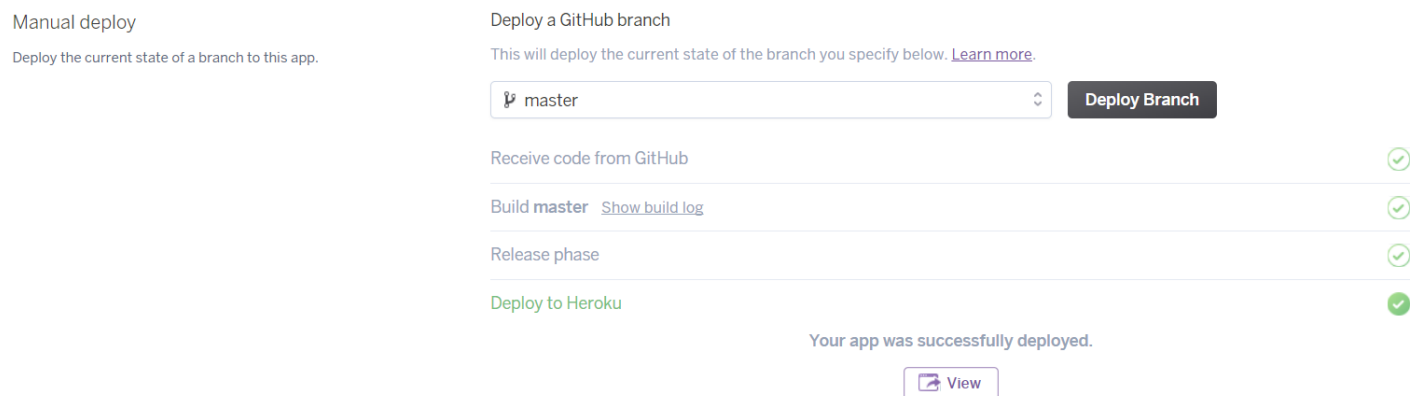 Manual deploy
Deploy the current state of a branch to this app.
Deploy a GitHub branch
This will deploy the current state of the branch you specify below. Learn more.
master
Deploy Branch
Receive code from GitHub
Build master Show build log
Release phase
Deploy to Heroku
Your app was successfully deployed.
View